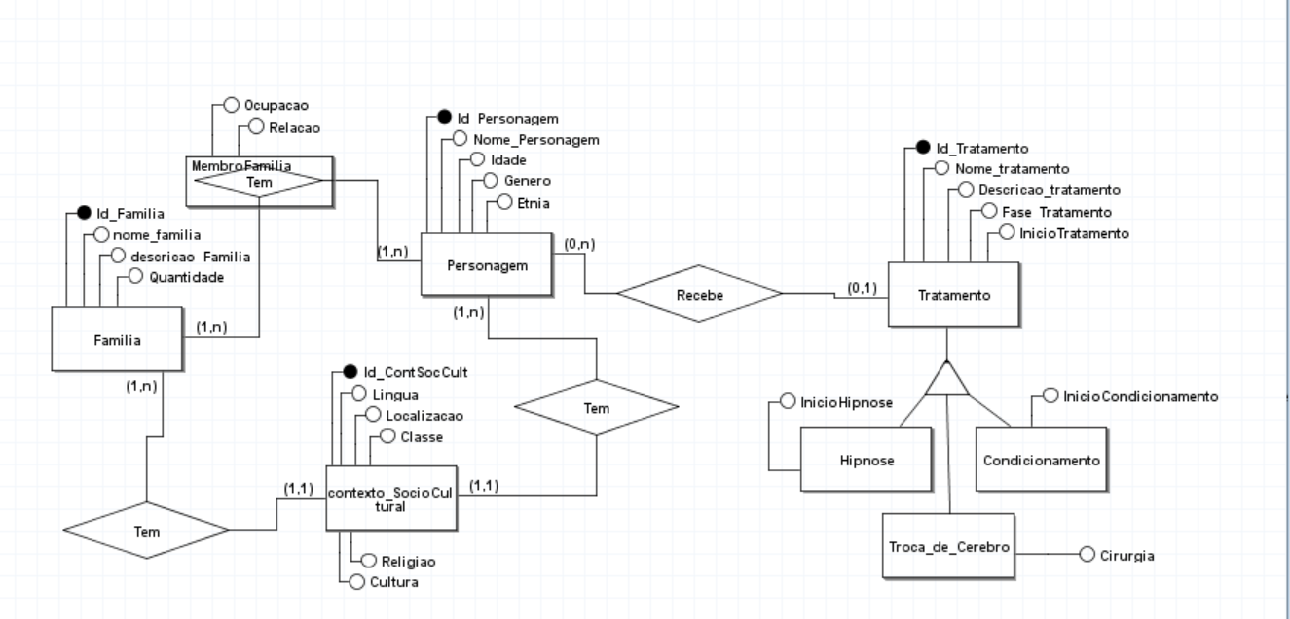 Ocupacao
Relacao
MembroFamilia
Tem
Id_Familia
nome_familia
descricao_Familia
Quantidade
(1,n)
Familia
(1,n)
Id_Personagem
Nome_Personagem
Idade
Genero
Etnia
(1,n)
Personagem
(0,n)
(1,n)
Recebe
(0,1)
Id_Tratamento
Nome_tratamento
Descricao_tratamento
Fase_Tratamento
InicioTratamento
Tratamento
Id_ContSocCult
Lingua
Localizacao
Classe
Tem
(1,1)
contexto_SocioCul
tural
(1,1)
Tem
Religiao
Cultura
InicioHipnose
InicioCondicionamento
Hipnose
Condicionamento
Troca_de_Cerebro
Cirurgia